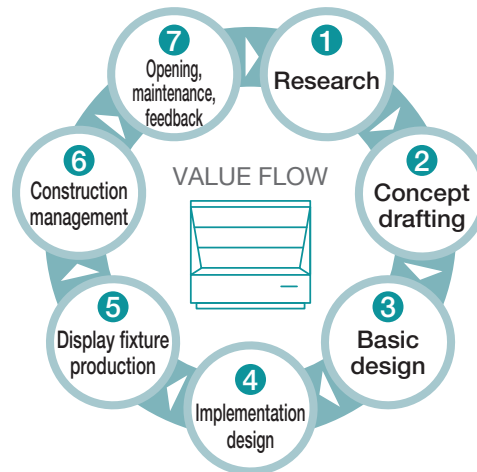 1
Research
2
Concept
drafting
3
Basic
design
4
Implementation
design
5
Display fixture
production
6
Construction
management
7
Opening,
maintenance,
feedback
VALUE FLOW